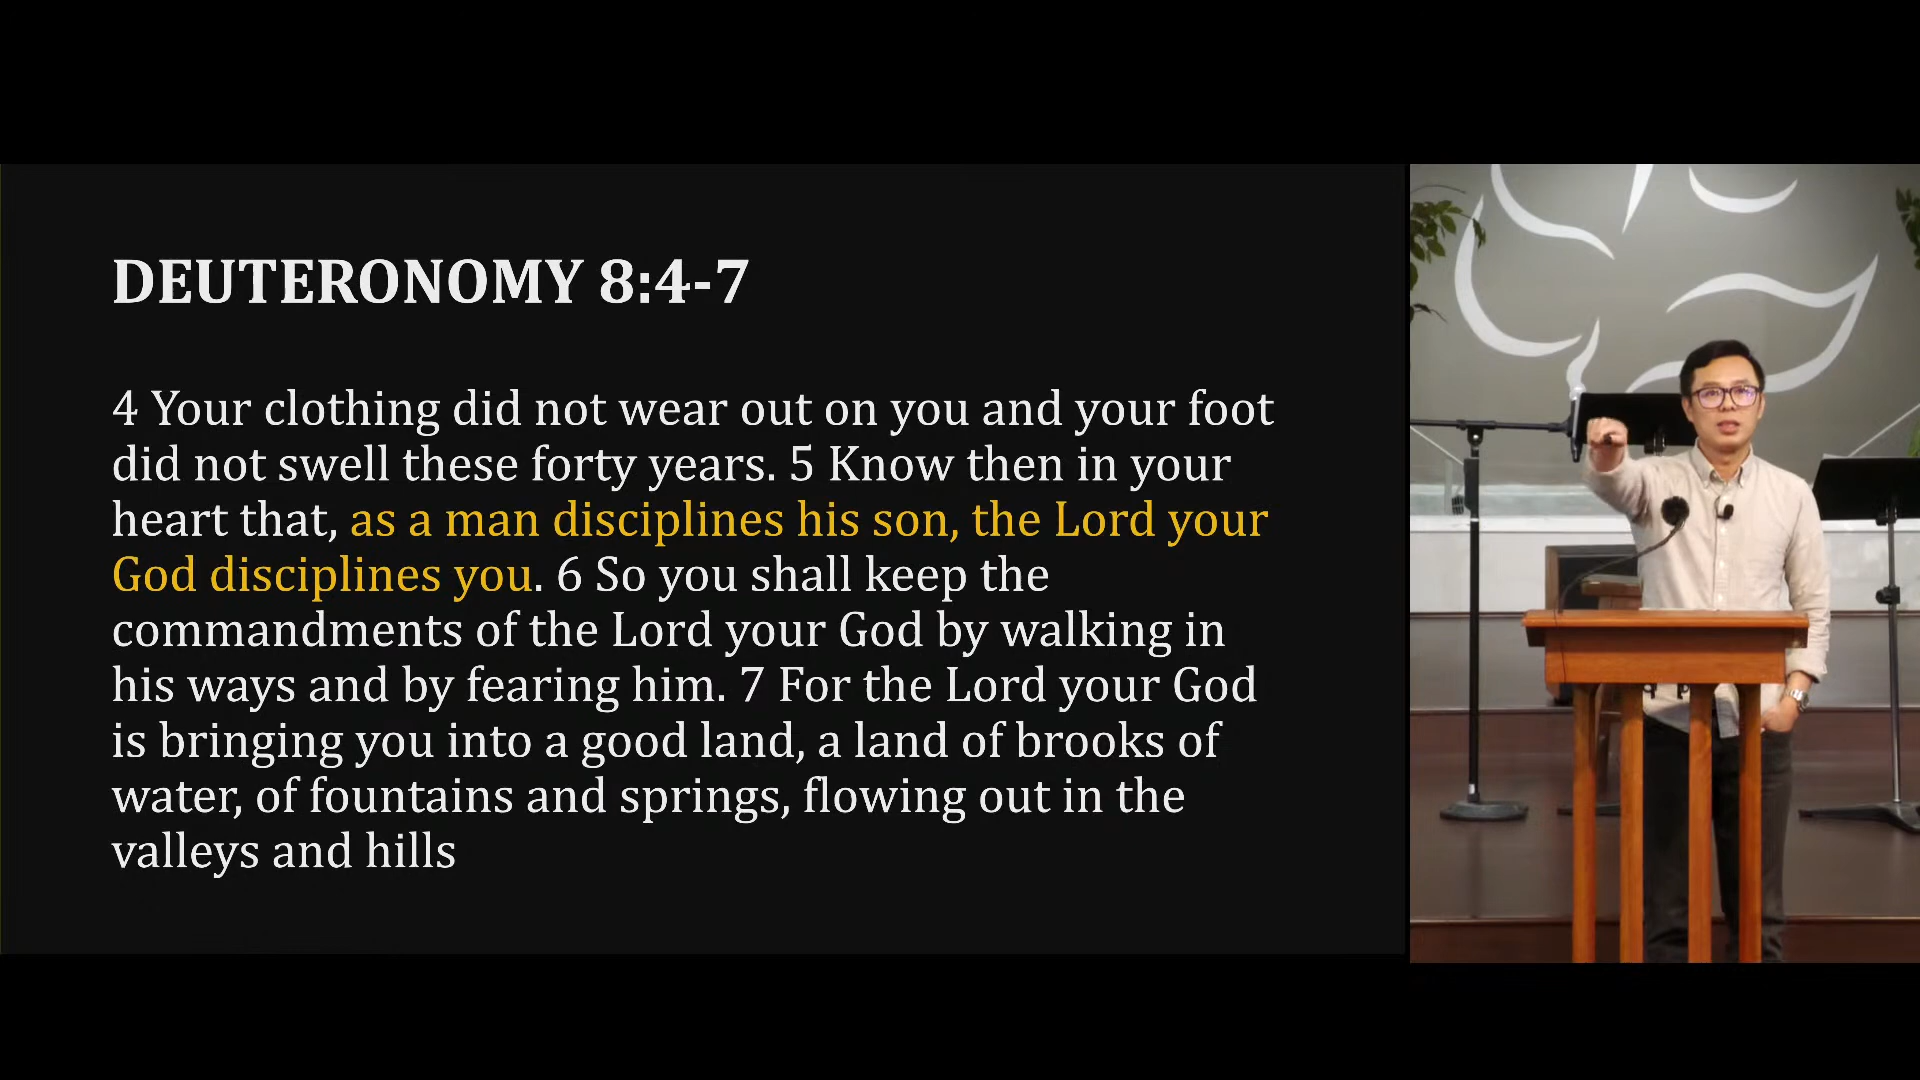 DEUTERONOMY 8:4-7
4 Your clothing did not wear out on you and your foot
did not swell these forty years. 5 Know then in your
heart that, as a man disciplines his son, the Lord your
God disciplines you. 6 So you shall keep the
commandments of the Lord your God by walking in
his ways and by fearing him. 7 For the Lord your God
is bringing you into a good land, a land of brooks of
water, of fountains and springs, flowing out in the
valleys and hills